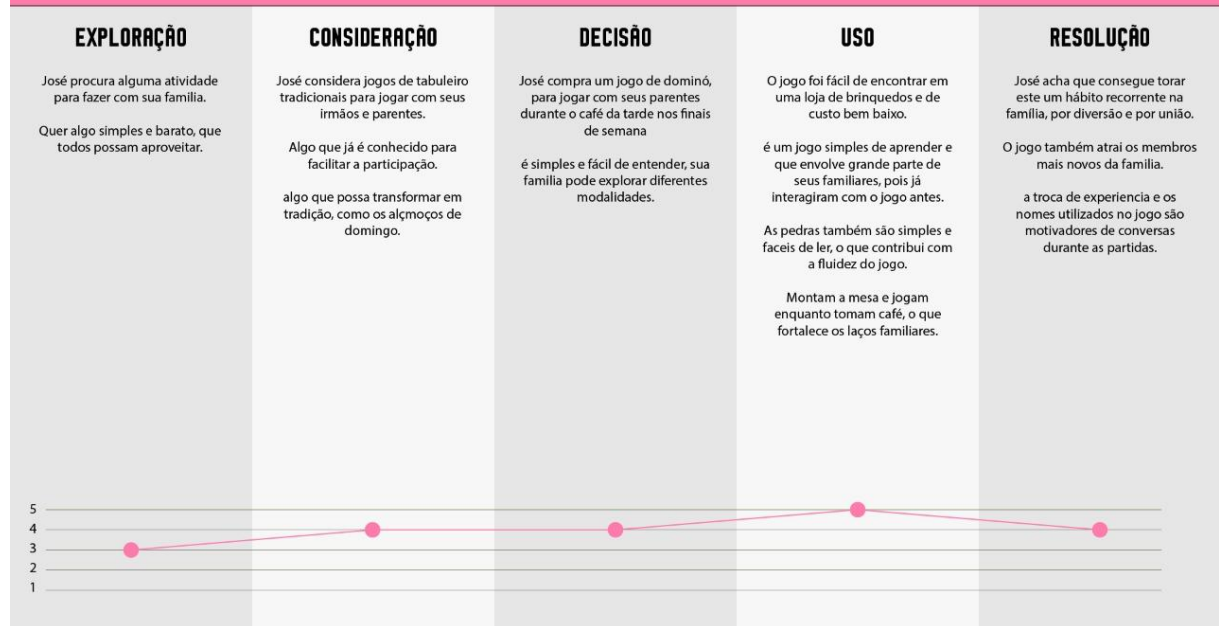 EXPLORAÇÃO
José procura alguma atividade
para fazer com sua familia.
Quer algo simples e barato, que
todos possam aproveitar.
CONSIDERAÇÃO
José considera jogos de tabuleiro
tradicionais para jogar com seus
irmãos e parentes.
Algo que já é conhecido para
facilitar a participação.
algo que possa transformar em
tradição, como os alçmoços de
domingo.
DECISÃO
José compra um jogo de dominó,
para jogar com seus parentes
durante o café da tarde nos finais
de semana
é simples e fácil de entender, sua
familia pode explorar diferentes
modalidades.
USO
O jogo foi fácil de encontrar em
uma loja de brinquedos e de
custo bem baixo.
é um jogo simples de aprender e
que envolve grande parte de
seus familiares, pois já
interagiram com o jogo antes.
As pedras também são simples e
faceis de ler, o que contribui com
a fluidez do jogo.
Montam a mesa e jogam
enquanto tomam café, o que
fortalece os laços familiares.
RESOLUÇÃO
José acha que consegue torar
este um hábito recorrente na
família, por diversão e por união.
O jogo também atrai os membros
mais novos da familia.
a troca de experiencia e os
nomes utilizados no jogo são
motivadores de conversas
durante as partidas.
5
4
3
2
1